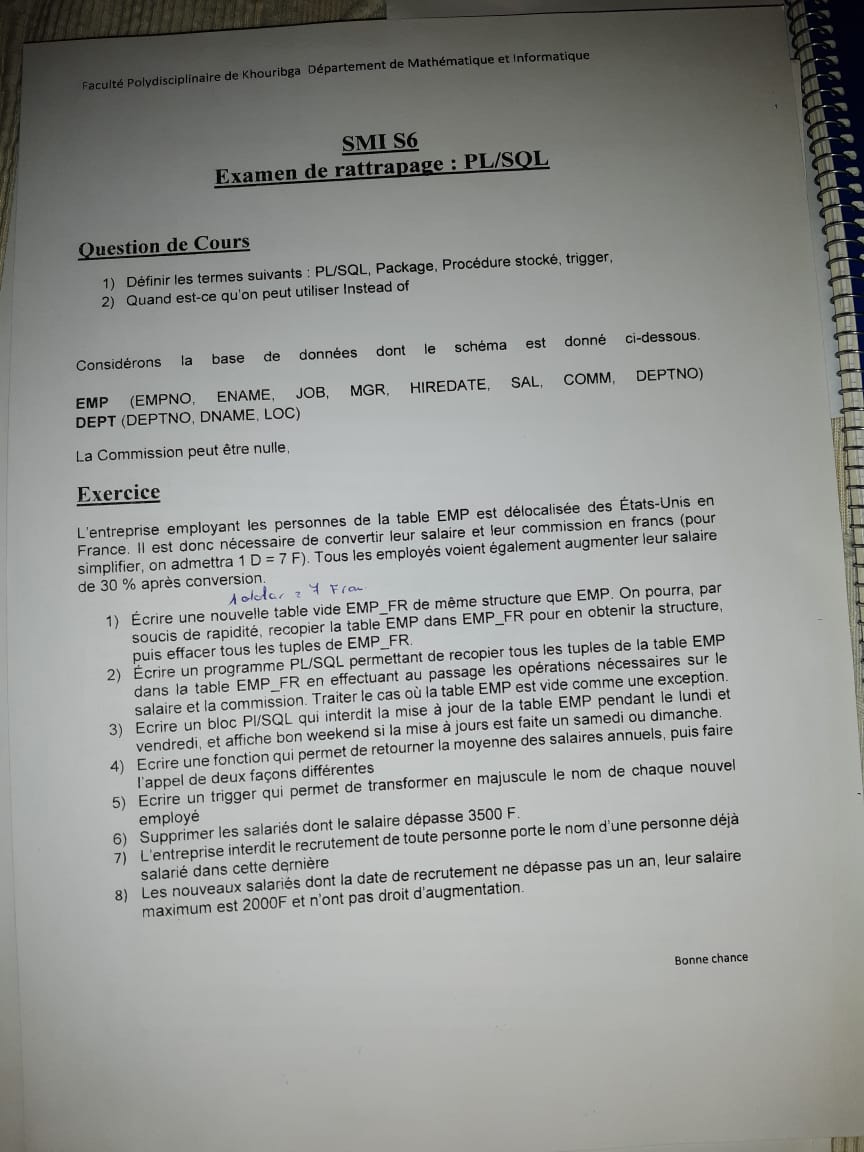 Faculté Polydisciplinaire de Khouribga Département de Mathématique et Informatique
SMI S6
Examen de rattrapage : PL/SQL
Question de Cours
1) Définir les termes suivants : PL/SQL, Package, Procédure stocké, trigger,
2) Quand est-ce qu'on peut utiliser Instead of
Considérons la base de données dont le schéma est donné ci-dessous.
EMP (EMPNO, ENAME, JOB, MGR, HIREDATE, SAL, COMM, DEPTNO)
DEPT (DEPTNO, DNAME, LOC)
La Commission peut être nulle,
Exercice
L'entreprise employant les personnes de la table EMP est délocalisée des États-Unis en
France. Il est donc nécessaire de convertir leur salaire et leur commission en francs (pour
simplifier, on admettra 1 D = 7 F). Tous les employés voient également augmenter leur salaire
de 30 % après conversion.
1 = 7 Fran
1) Écrire une nouvelle table vide EMP_FR de même structure que EMP. On pourra, par
soucis de rapidité, recopier la table EMP dans EMP_FR pour en obtenir la structure,
puis effacer tous les tuples de EMP_FR.
2) Écrire un programme PL/SQL permettant de recopier tous les tuples de la table EMP
dans la table EMP_FR en effectuant au passage les opérations nécessaires sur le
salaire et la commission. Traiter le cas où la table EMP est vide comme une exception.
3) Ecrire un bloc Pl/SQL qui interdit la mise à jour de la table EMP pendant le lundi et
vendredi, et affiche bon weekend si la mise à jours est faite un samedi ou dimanche.
4) Ecrire une fonction qui permet de retourner la moyenne des salaires annuels, puis faire
l'appel de deux façons différentes
5) Ecrire un trigger qui permet de transformer en majuscule le nom de chaque nouvel
employé
6) Supprimer les salariés dont le salaire dépasse 3500 F.
7) L'entreprise interdit le recrutement de toute personne porte le nom d'une personne déjà
salarié dans cette dernière
8) Les nouveaux salariés dont la date de recrutement ne dépasse pas un an, leur salaire
maximum est 2000F et n'ont pas droit d'augmentation.
Bonne chance